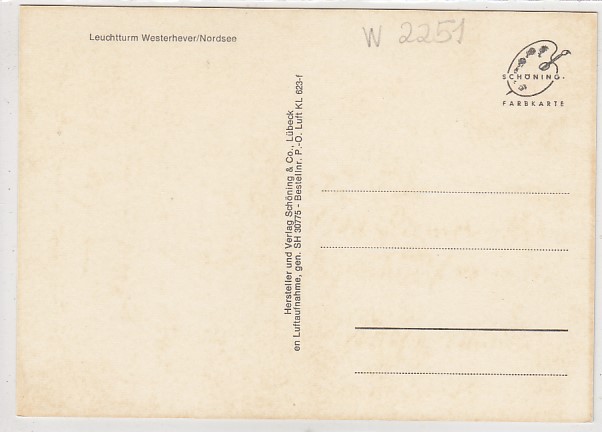 Leuchtturm Westerhever/Nordsee
W 2251
SCHÖNING.
FARBKARTE
Hersteller und Verlag Schöning & Co., Lübeck
en Luftaufnahme, gen. SH 30775 - Bestellnr. P.-O. Luft KL 623-f